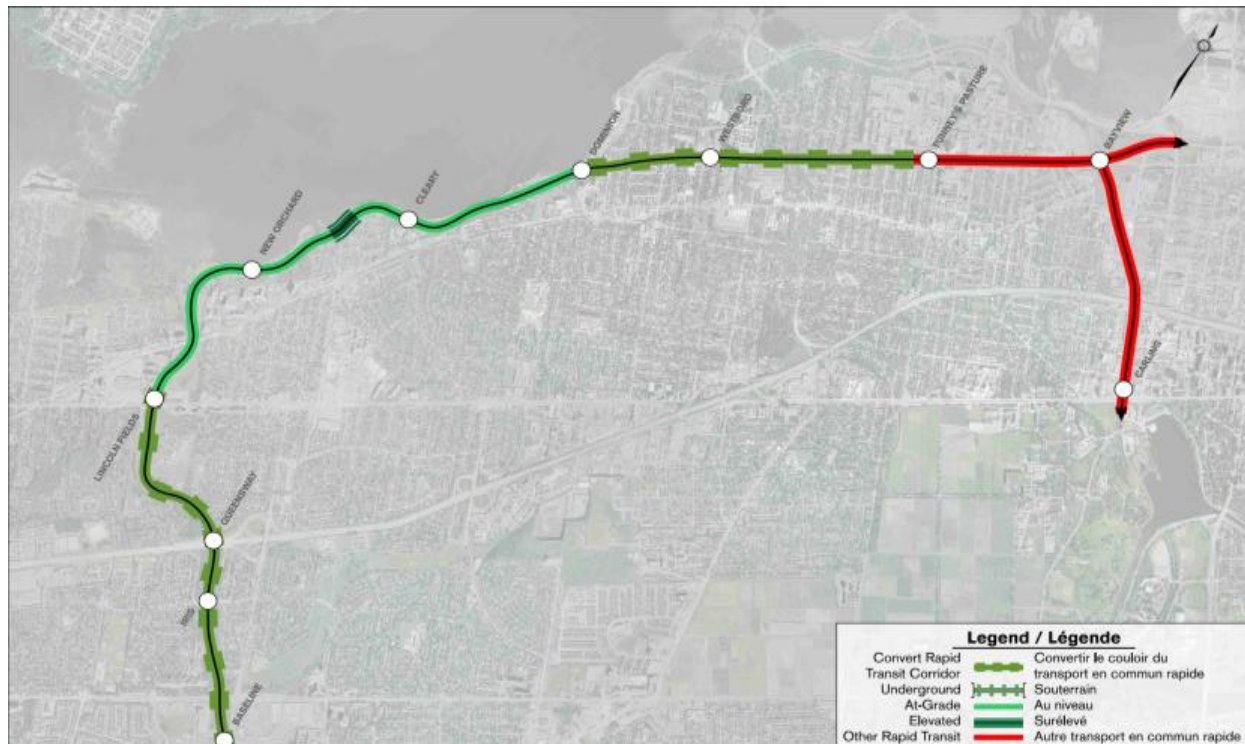 DOMINION
WESTBORO
TUNNEY'S PASTURE
BAYVIEW
CLEARY
NEW ORCHARD
CARLING
LINCOLN FIELDS
QUEENSWAY
IRIS
BASELINE
Legend / Légende
Convert Rapid Transit Corridor
Convertir le couloir du transport en commun rapide
Underground
Souterrain
At-Grade
Au niveau
Elevated
Surélevé
Other Rapid Transit
Autre transport en commun rapide